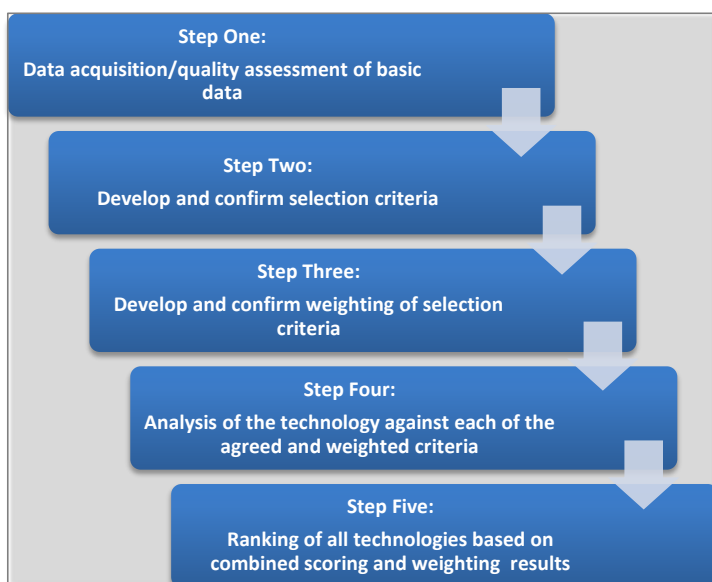 Step One:
Data acquisition/quality assessment of basic
data
Step Two:
Develop and confirm selection criteria
Step Three:
Develop and confirm weighting of selection
criteria
Step Four:
Analysis of the technology against each of the
agreed and weighted criteria
Step Five:
Ranking of all technologies based on
combined scoring and weighting results